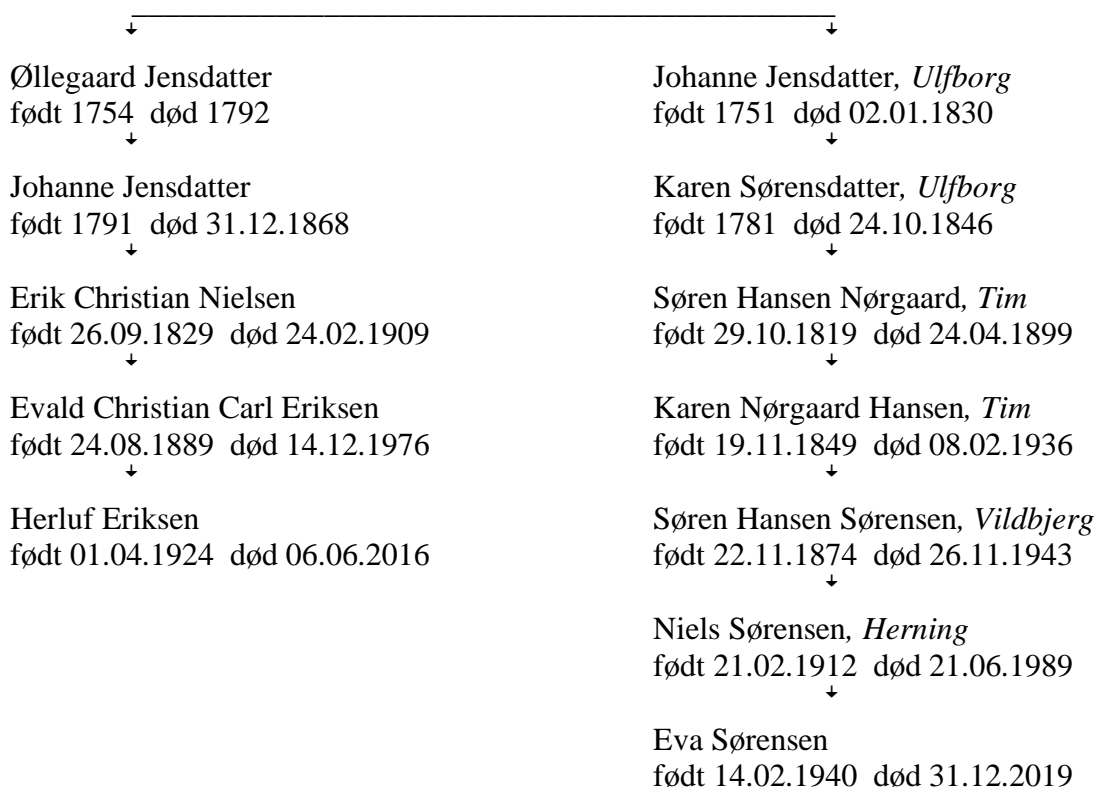 Øllegaard Jensdatter
født 1754 død 1792
Johanne Jensdatter
født 1791 død 31.12.1868
Erik Christian Nielsen
født 26.09.1829 død 24.02.1909
Evald Christian Carl Eriksen
født 24.08.1889 død 14.12.1976
Herluf Eriksen
født 01.04.1924 død 06.06.2016
Johanne Jensdatter, Ulfborg
født 1751 død 02.01.1830
Karen Sørensdatter, Ulfborg
født 1781 død 24.10.1846
Søren Hansen Nørgaard, Tim
født 29.10.1819 død 24.04.1899
Karen Nørgaard Hansen, Tim
født 19.11.1849 død 08.02.1936
Søren Hansen Sørensen, Vildbjerg
født 22.11.1874 død 26.11.1943
Niels Sørensen, Herning
født 21.02.1912 død 21.06.1989
Eva Sørensen
født 14.02.1940 død 31.12.2019